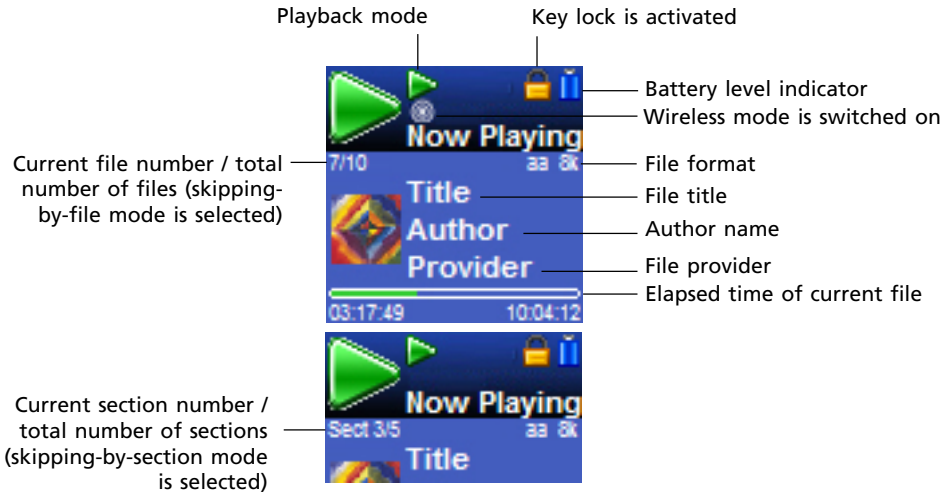 Playback mode
Key lock is activated
Battery level indicator
Wireless mode is switched on
Now Playing
Current file number / total
number of files (skipping-
by-file mode is selected)
7/10
aa 8k
File format
Title
File title
Author
Author name
Provider
File provider
Elapsed time of current file
03:17:49
10:04:12
Now Playing
Current section number /
total number of sections
(skipping-by-section mode
is selected)
Sect 3/5
aa 8k
Title